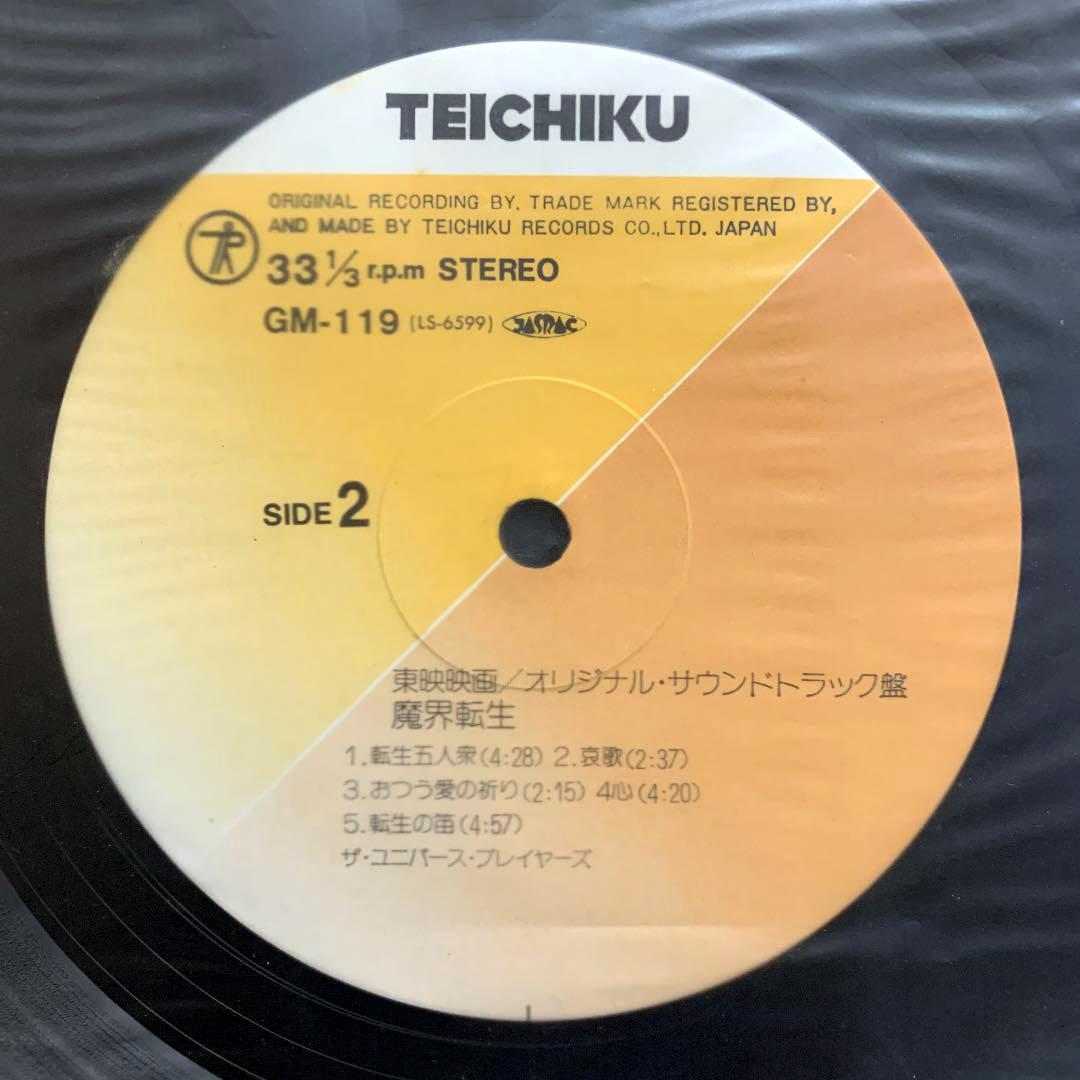 TEICHIKU
ORIGINAL RECORDING BY, TRADE MARK REGISTERED BY,
AND MADE BY TEICHIKU RECORDS CO.,LTD. JAPAN
33 1/3 r.p.m STEREO
GM-119 (LS-6599) JASRAC
SIDE 2
東映映画/オリジナル・サウンドトラック盤
魔界転生
1.転生五人衆(4:28) 2.哀歌(2:37)
3.おつう愛の祈り(2:15) 4心(4:20)
5.転生の笛(4:57)
ザ・ユニバース・プレイヤーズ